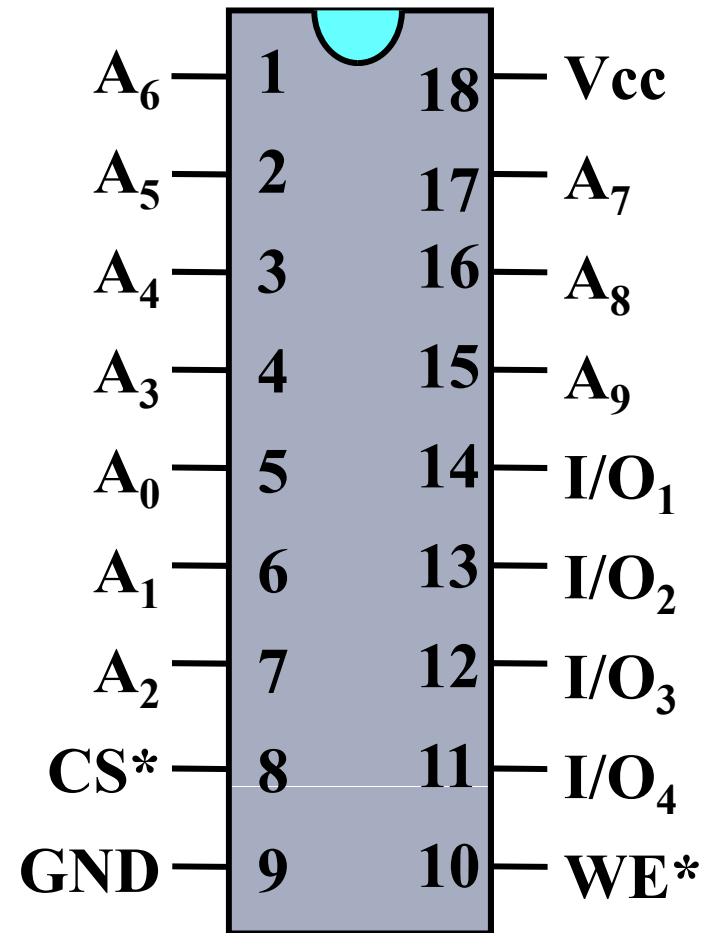 A6 1 18 Vcc
A5 2 17 A7
A4 3 16 A8
A3 4 15 A9
A0 5 14 I/O1
A1 6 13 I/O2
A2 7 12 I/O3
CS* 8 11 I/O4
GND 9 10 WE*